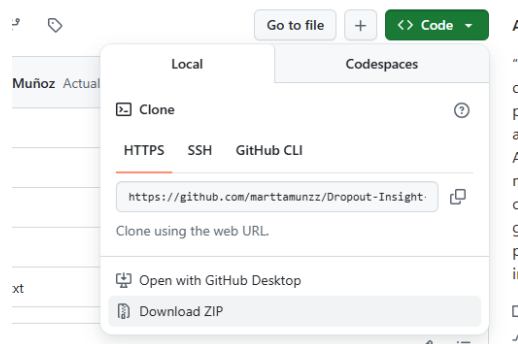 Go to file
+
<> Code
Local
Codespaces
Muñoz Actual
Clone
HTTPS
SSH
GitHub CLI
https://github.com/marttamunzz/Dropout-Insight-
Clone using the web URL.
Open with GitHub Desktop
xt
Download ZIP